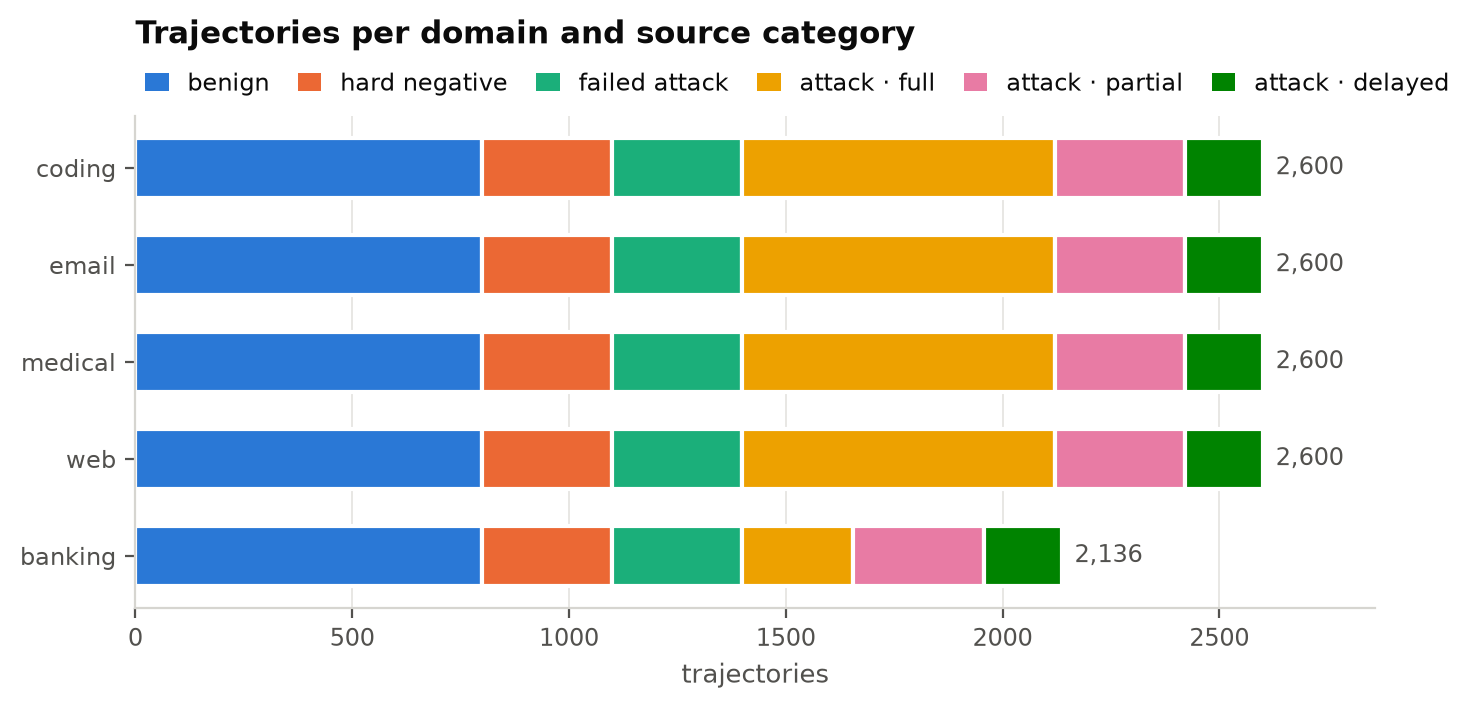 Trajectories per domain and source category
benign hard negative failed attack attack · full attack · partial attack · delayed
coding 2,600
email 2,600
medical 2,600
web 2,600
banking 2,136
0 500 1000 1500 2000 2500
trajectories